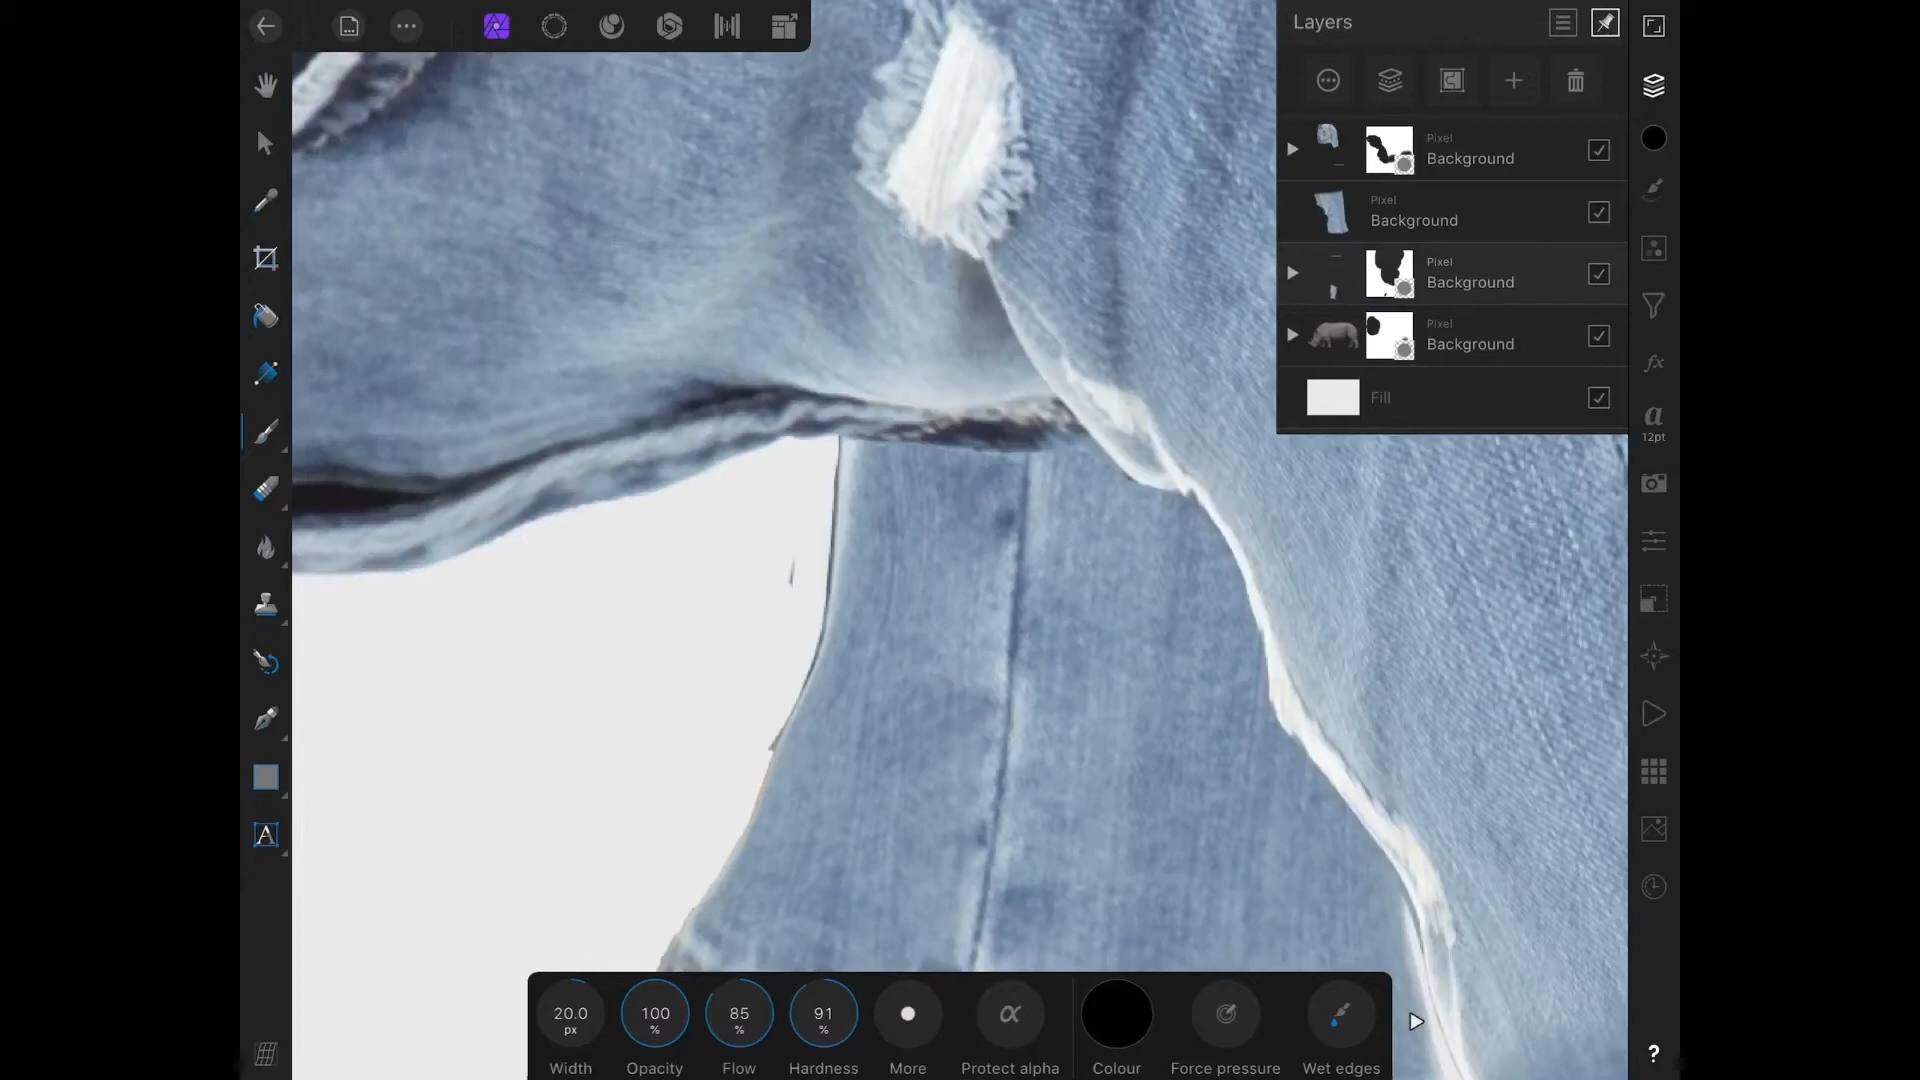 Layers
Pixel
Background
Pixel
Background
Pixel
Background
Pixel
Background
Fill
a
12pt
fx
A
?
20.0
px
100
%
85
%
91
%
α
Width
Opacity
Flow
Hardness
More
Protect alpha
Colour
Force pressure
Wet edges